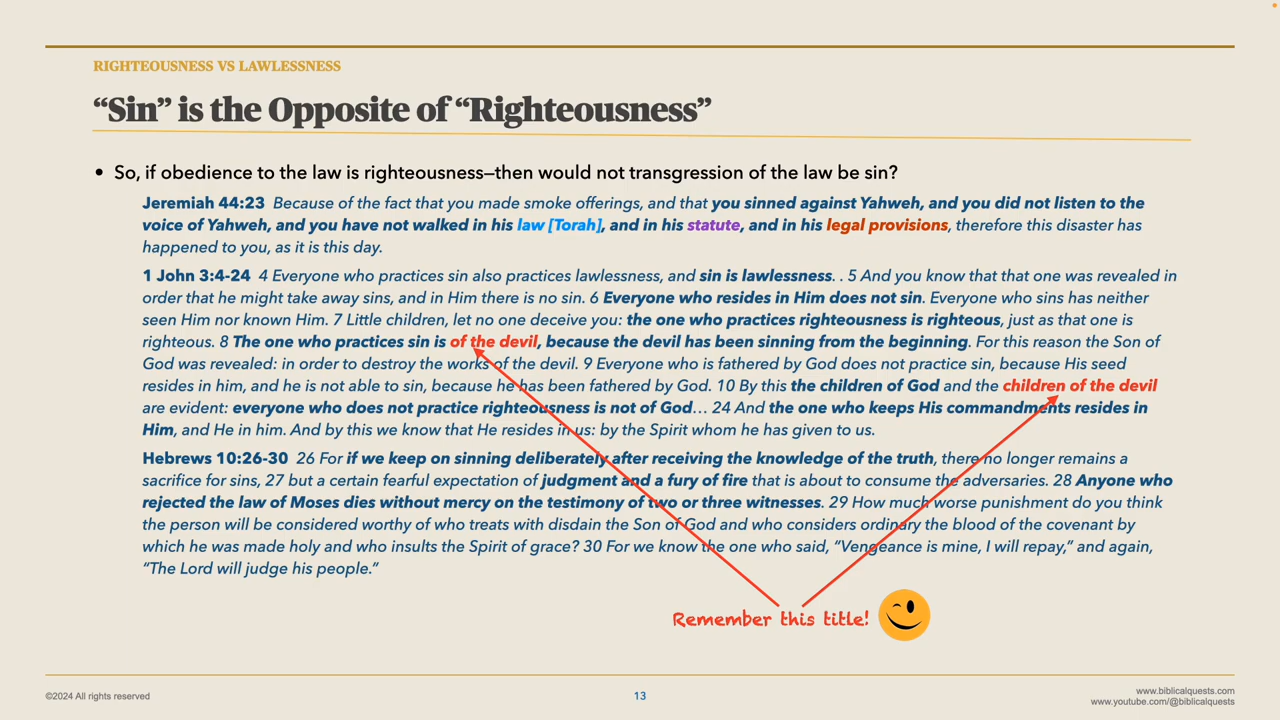 RIGHTEOUSNESS VS LAWLESSNESS
“Sin” is the Opposite of “Righteousness”
• So, if obedience to the law is righteousness—then would not transgression of the law be sin?
Jeremiah 44:23 Because of the fact that you made smoke offerings, and that you sinned against Yahweh, and you did not listen to the
voice of Yahweh, and you have not walked in his law [Torah], and in his statute, and in his legal provisions, therefore this disaster has
happened to you, as it is this day.
1 John 3:4-24 4 Everyone who practices sin also practices lawlessness, and sin is lawlessness. . 5 And you know that that one was revealed in
order that he might take away sins, and in Him there is no sin. 6 Everyone who resides in Him does not sin. Everyone who sins has neither
seen Him nor known Him. 7 Little children, let no one deceive you: the one who practices righteousness is righteous, just as that one is
righteous. 8 The one who practices sin is of the devil, because the devil has been sinning from the beginning. For this reason the Son of
God was revealed: in order to destroy the works of the devil. 9 Everyone who is fathered by God does not practice sin, because His seed
resides in him, and he is not able to sin, because he has been fathered by God. 10 By this the children of God and the children of the devil
are evident: everyone who does not practice righteousness is not of God… 24 And the one who keeps His commandments resides in
Him, and He in him. And by this we know that He resides in us: by the Spirit whom he has given to us.
Hebrews 10:26-30 26 For if we keep on sinning deliberately after receiving the knowledge of the truth, there no longer remains a
sacrifice for sins, 27 but a certain fearful expectation of judgment and a fury of fire that is about to consume the adversaries. 28 Anyone who
rejected the law of Moses dies without mercy on the testimony of two or three witnesses. 29 How much worse punishment do you think
the person will be considered worthy of who treats with disdain the Son of God and who considers ordinary the blood of the covenant by
which he was made holy and who insults the Spirit of grace? 30 For we know the one who said, “Vengeance is mine, I will repay,” and again,
“The Lord will judge his people.”
Remember this title!
©2024 All rights reserved
13
www.biblicalquests.com
www.youtube.com/@biblicalquests